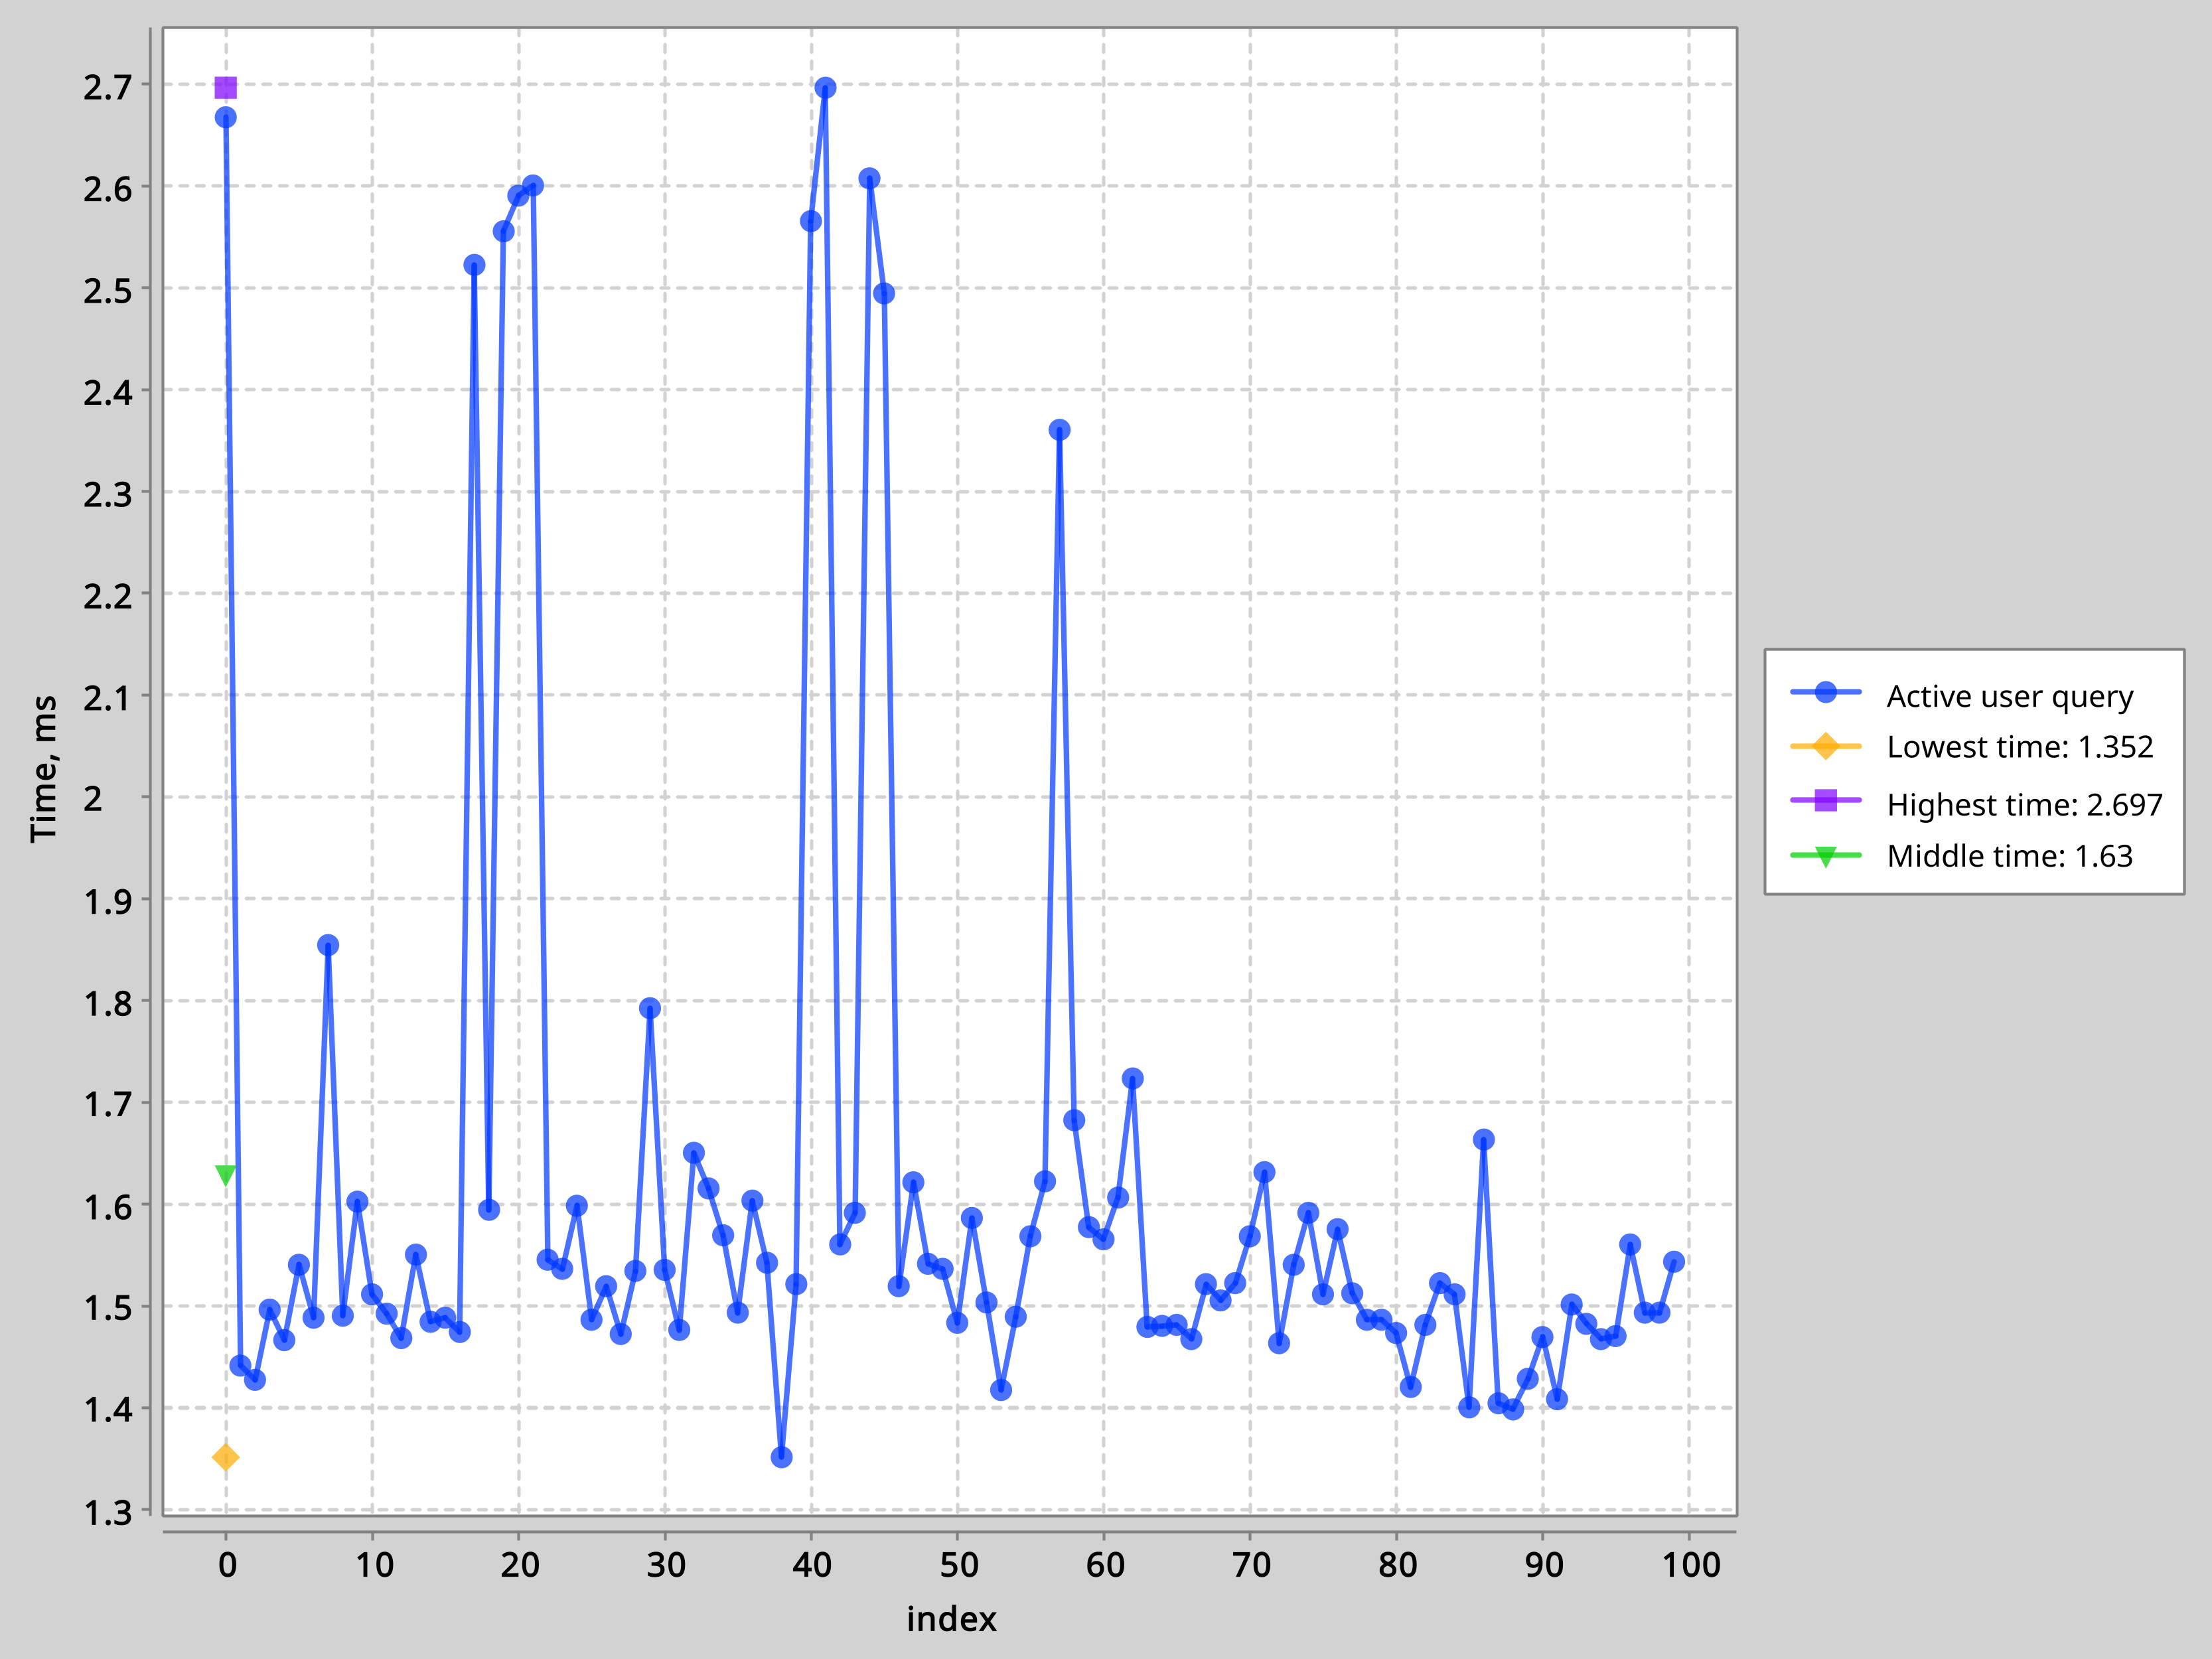 2.7
2.6
2.5
2.4
2.3
2.2
2.1
2
1.9
1.8
1.7
1.6
1.5
1.4
1.3
Time, ms
0 10 20 30 40 50 60 70 80 90 100
index
Active user query
Lowest time: 1.352
Highest time: 2.697
Middle time: 1.63